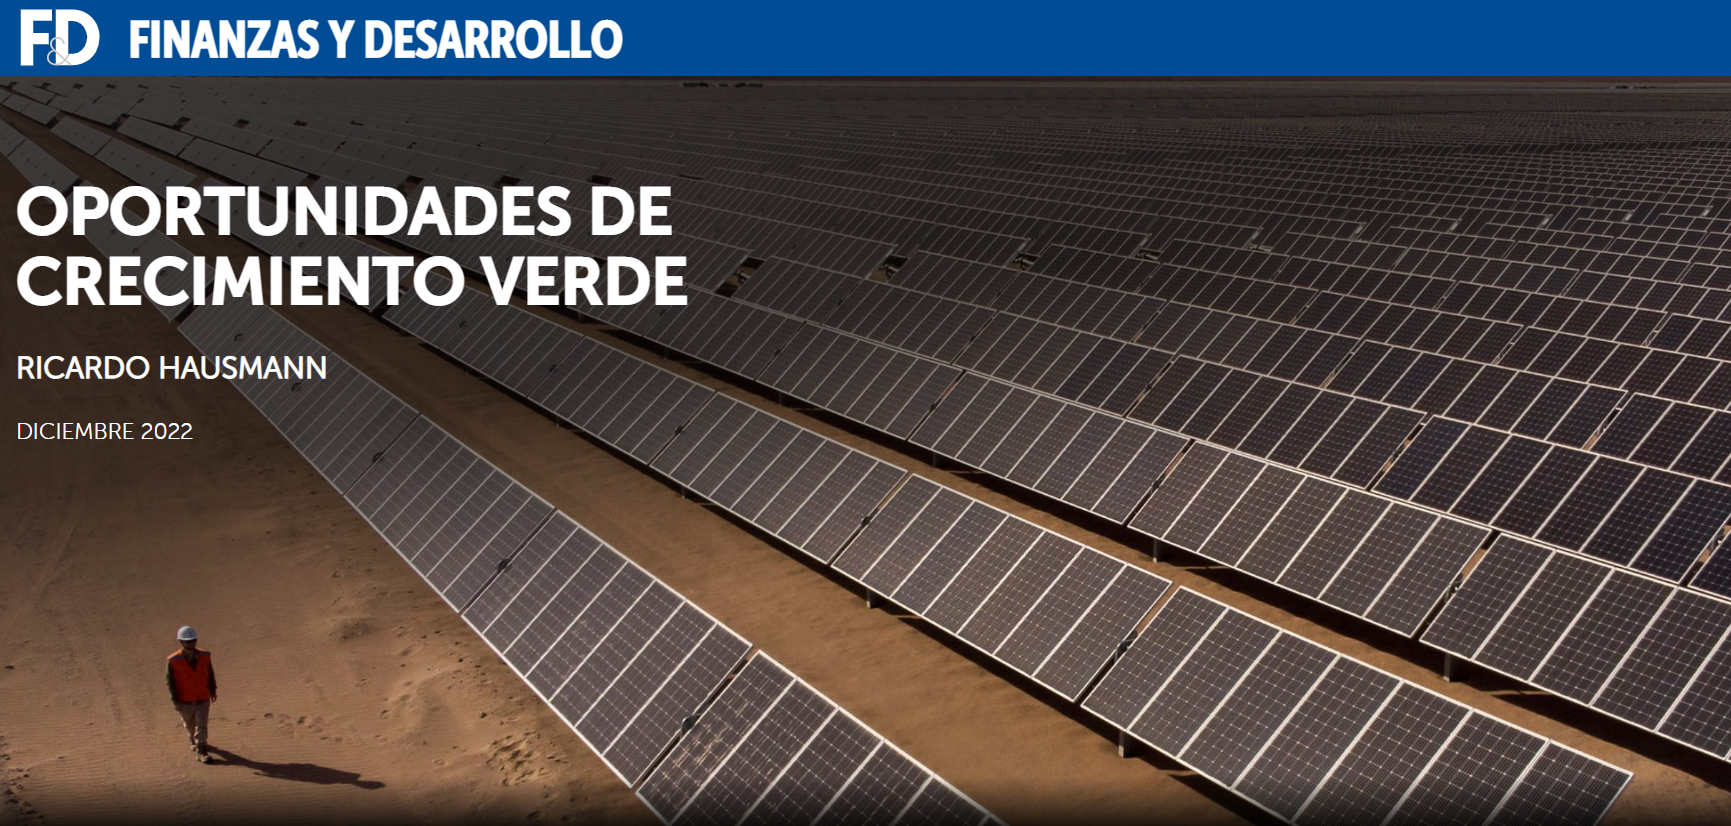 F&D FINANZAS Y DESARROLLO
OPORTUNIDADES DE
CRECIMIENTO VERDE
RICARDO HAUSMANN
DICIEMBRE 2022